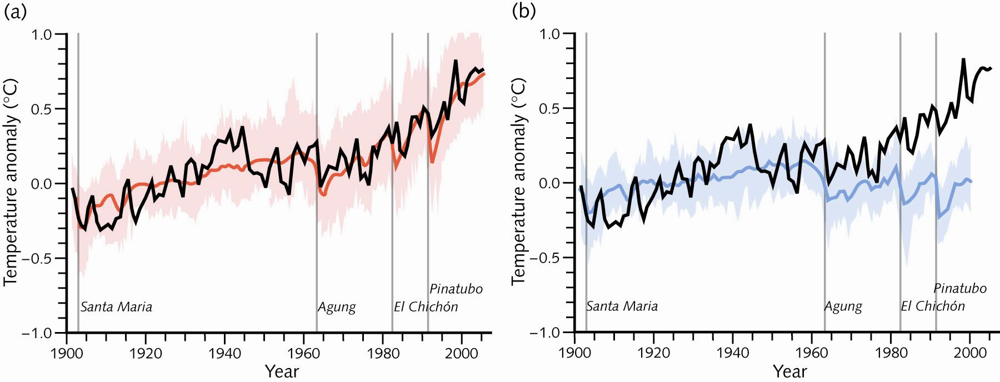 (a)
Temperature anomaly (°C)
1.0
0.5
0.0
−0.5
−1.0
Santa Maria
Agung
El Chichón
Pinatubo
1900 1920 1940 1960 1980 2000
Year
(b)
Temperature anomaly (°C)
1.0
0.5
0.0
−0.5
−1.0
Santa Maria
Agung
El Chichón
Pinatubo
1900 1920 1940 1960 1980 2000
Year